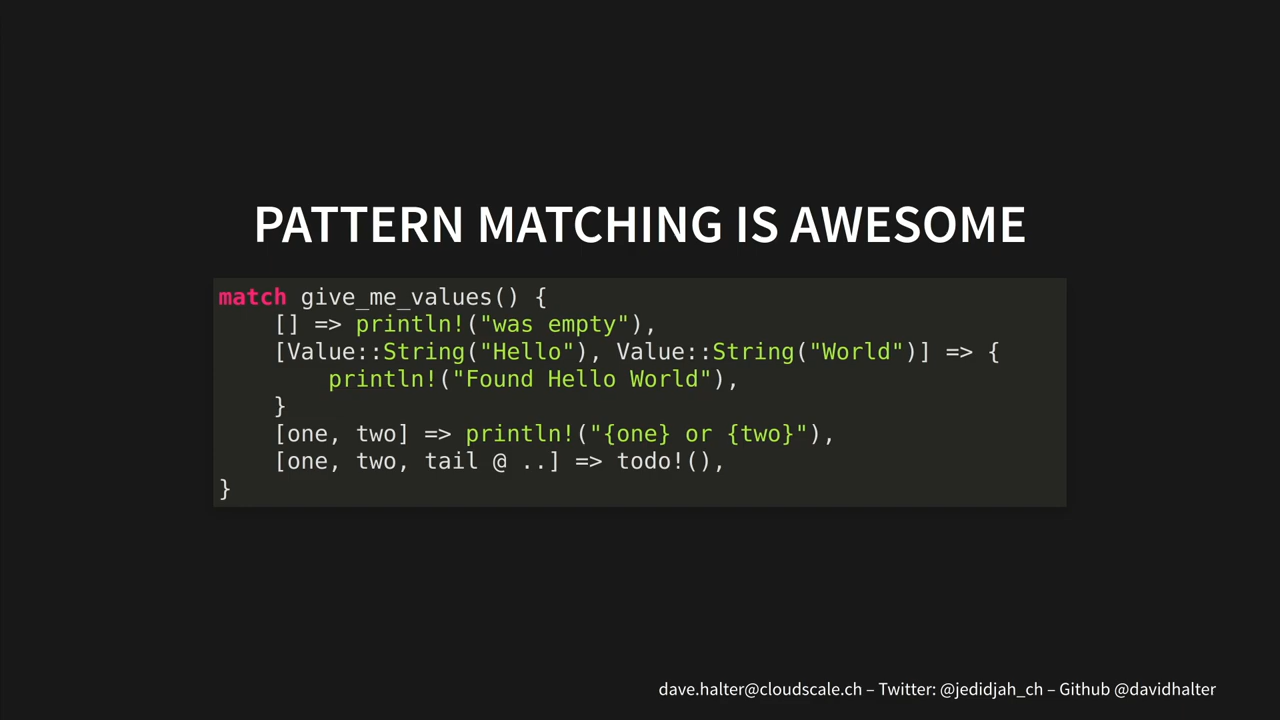 PATTERN MATCHING IS AWESOME
match give_me_values() {
    [] => println!("was empty"),
    [Value::String("Hello"), Value::String("World")] => {
        println!("Found Hello World"),
    }
    [one, two] => println!("{one} or {two}"),
    [one, two, tail @ ..] => todo!(),
}
dave.halter@cloudscale.ch – Twitter: @jedidjah_ch – Github @davidhalter